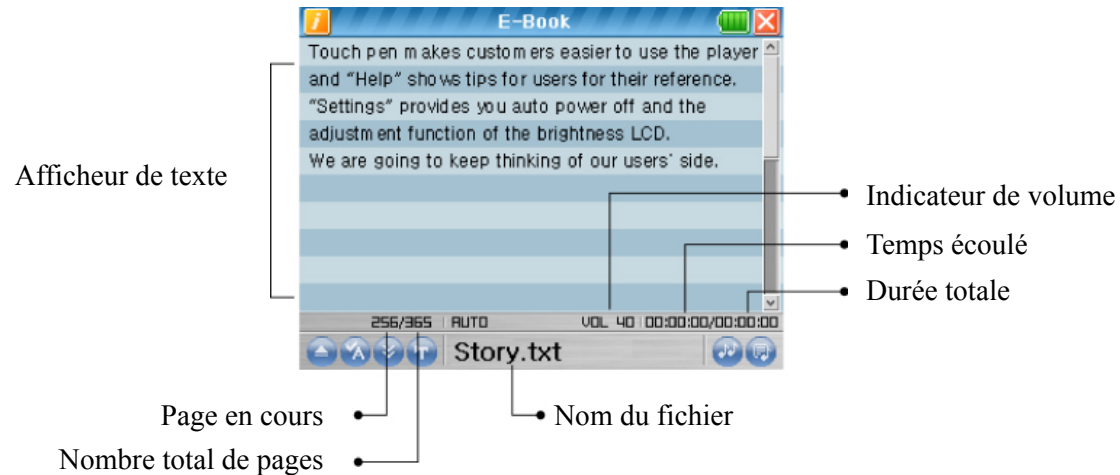 E-Book
Touch pen makes customers easier to use the player
and “Help” shows tips for users for their reference.
“Settings” provides you auto power off and the
adjustment function of the brightness LCD.
We are going to keep thinking of our users' side.
Afficheur de texte
Indicateur de volume
Temps écoulé
Durée totale
256/365 AUTO VOL 40 00:00:00/00:00:00
Story.txt
Page en cours
Nom du fichier
Nombre total de pages